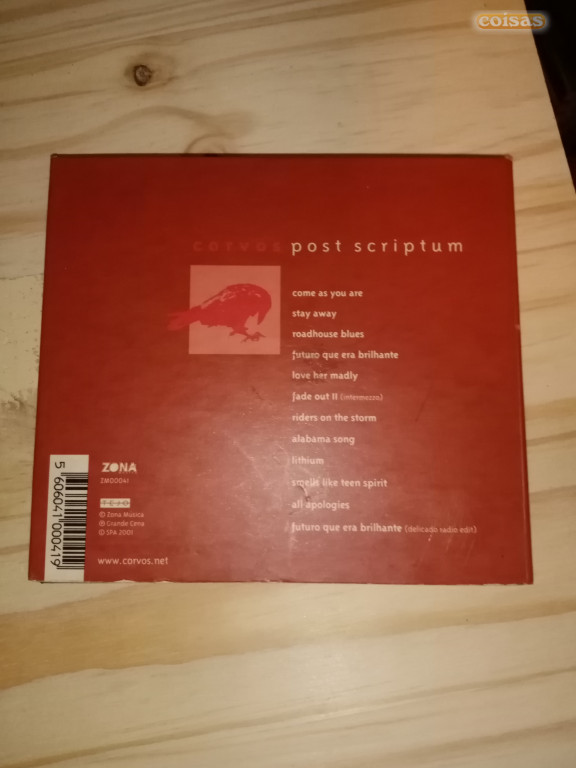 coisas
corvos post scriptum
come as you are
stay away
roadhouse blues
futuro que era brilhante
love her madly
fade out II (intermezzo)
riders on the storm
alabama song
lithium
smells like teen spirit
all apologies
futuro que era brilhante (delicado radio edit)
ZONA
ZM00041
TEJO
© Zona Música
℗ Grande Cena
© SPA 2001
www.corvos.net
5 606041 000419